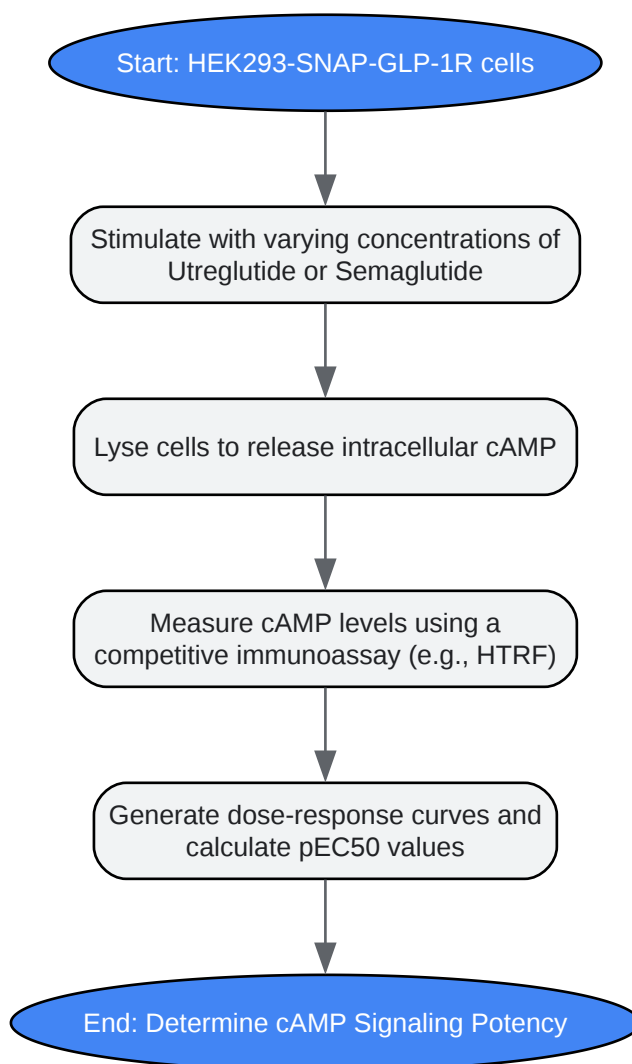 Start: HEK293-SNAP-GLP-1R cells
Stimulate with varying concentrations of
Utreglutide or Semaglutide
Lyse cells to release intracellular cAMP
Measure cAMP levels using a
competitive immunoassay (e.g., HTRF)
Generate dose-response curves and
calculate pEC50 values
End: Determine cAMP Signaling Potency